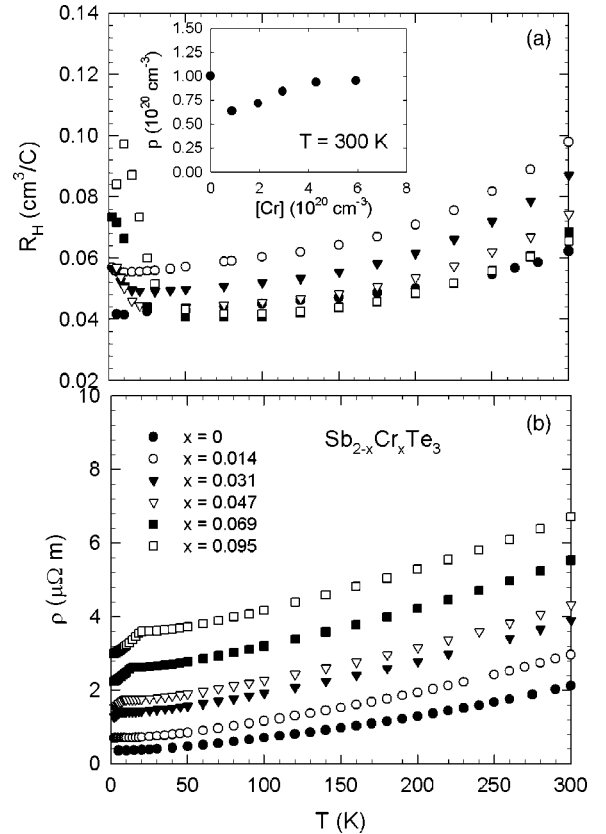 (a)
0.14
0.12
0.10
0.08
0.06
0.04
0.02
R_H (cm³/C)
1.50
1.25
1.00
0.75
0.50
0.25
0.00
p (10²⁰ cm⁻³)
T = 300 K
0 2 4 6 8
[Cr] (10²⁰ cm⁻³)
(b)
10
8
6
4
2
0
ρ (μΩ m)
Sb₂₋ₓCrₓTe₃
x = 0
x = 0.014
x = 0.031
x = 0.047
x = 0.069
x = 0.095
0 50 100 150 200 250 300
T (K)